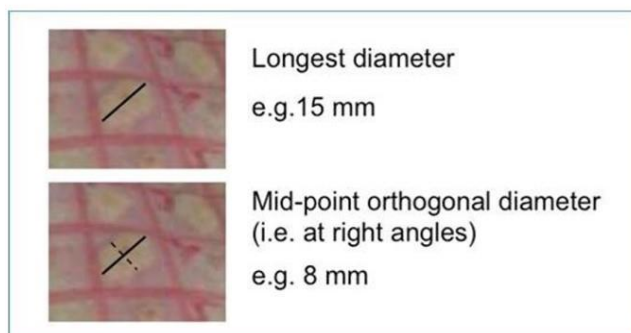 Longest diameter
e.g.15 mm
Mid-point orthogonal diameter
(i.e. at right angles)
e.g. 8 mm